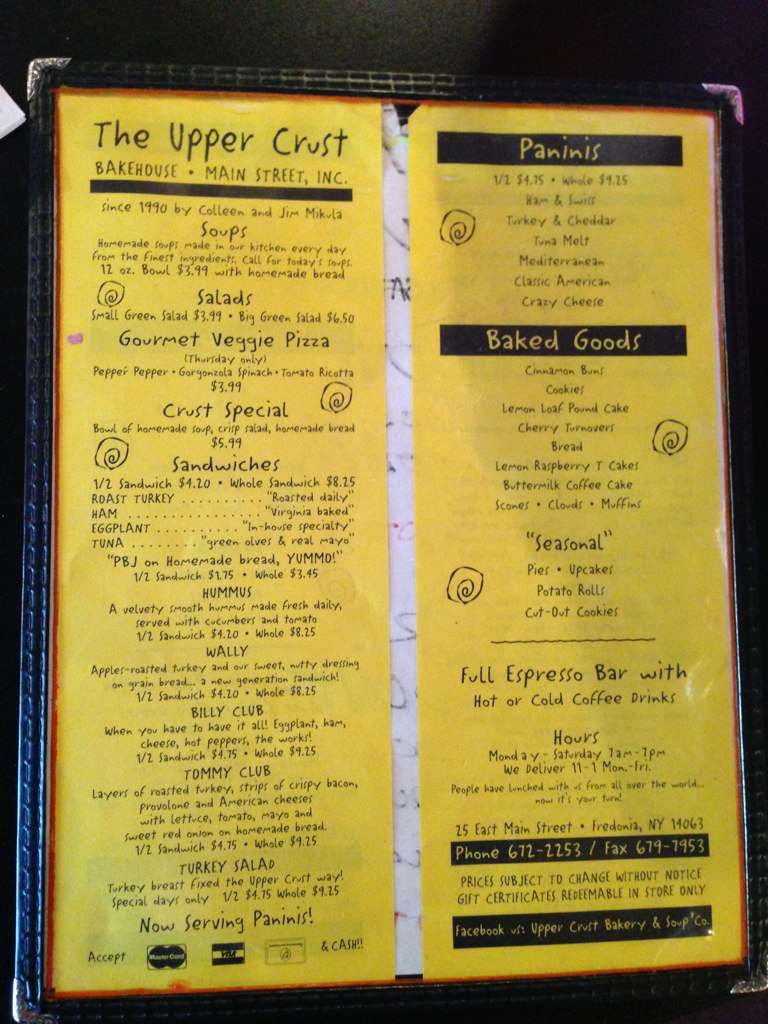 The Upper Crust
BAKEHOUSE • MAIN STREET, INC.
since 1990 by Colleen and Jim Mikula
Soups
Homemade soups made in our kitchen every day
from the finest ingredients. Call for today's soups.
12 oz. Bowl $3.99 with homemade bread
Salads
Small Green Salad $3.99 • Big Green Salad $6.50
Gourmet Veggie Pizza
(Thursday only)
Pepper Pepper • Gorgonzola Spinach • Tomato Ricotta
$3.99
Crust Special
Bowl of homemade soup, crisp salad, homemade bread
$5.99
Sandwiches
1/2 Sandwich $4.20 • Whole Sandwich $8.25
ROAST TURKEY .......... "Roasted daily"
HAM ................ "Virginia baked"
EGGPLANT .......... "In-house specialty"
TUNA ........ "green olves & real mayo"
"PBJ on Homemade bread, YUMMO!"
1/2 Sandwich $1.75 • Whole $3.45
HUMMUS
A velvety smooth hummus made fresh daily,
served with cucumbers and tomato
1/2 Sandwich $4.20 • Whole $8.25
WALLY
Apples-roasted turkey and our sweet, nutty dressing
on grain bread... a new generation sandwich!
1/2 Sandwich $4.20 • Whole $8.25
BILLY CLUB
When you have to have it all! Eggplant, ham,
cheese, hot peppers, the works!
1/2 Sandwich $4.75 • Whole $9.25
TOMMY CLUB
Layers of roasted turkey, strips of crispy bacon,
provolone and American cheeses
with lettuce, tomato, mayo and
sweet red onion on homemade bread.
1/2 Sandwich $4.75 • Whole $9.25
TURKEY SALAD
Turkey breast fixed the Upper Crust way!
Special days only 1/2 $4.75 Whole $9.25
Now Serving Paninis!
Accept MasterCard VISA & CASH!!
Paninis
1/2 $4.75 • Whole $9.25
Ham & Swiss
Turkey & Cheddar
Tuna Melt
Mediterranean
Classic American
Crazy Cheese
Baked Goods
Cinnamon Buns
Cookies
Lemon Loaf Pound Cake
Cherry Turnovers
Bread
Lemon Raspberry T Cakes
Buttermilk Coffee Cake
Scones • Clouds • Muffins
"Seasonal"
Pies • Upcakes
Potato Rolls
Cut-Out Cookies
Full Espresso Bar with
Hot or Cold Coffee Drinks
Hours
Monday - Saturday 7am-7pm
We Deliver 11-1 Mon.-Fri.
People have lunched with us from all over the world...
now it's your turn!
25 East Main Street • Fredonia, NY 14063
Phone 672-2253 / Fax 679-7953
PRICES SUBJECT TO CHANGE WITHOUT NOTICE
GIFT CERTIFICATES REDEEMABLE IN STORE ONLY
Facebook us: Upper Crust Bakery & Soup Co.